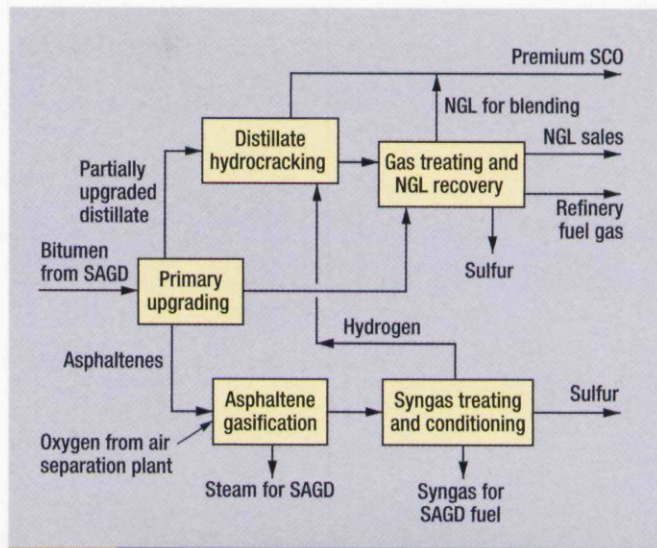 Premium SCO
NGL for blending
Distillate
hydrocracking
Gas treating and
NGL recovery
NGL sales
Partially
upgraded
distillate
Refinery
fuel gas
Bitumen
from SAGD
Sulfur
Primary
upgrading
Hydrogen
Asphaltenes
Asphaltene
gasification
Syngas treating
and conditioning
Sulfur
Oxygen from air
separation plant
Steam for SAGD
Syngas for
SAGD fuel